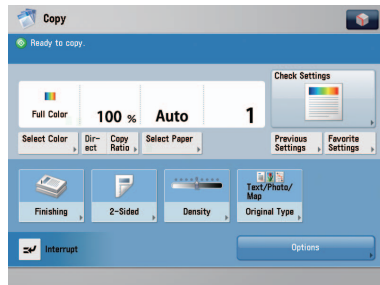 Copy
Ready to copy.
Check Settings
Full Color
100 %
Auto
1
Select Color
Dir-
ect
Copy
Ratio
Select Paper
Previous
Settings
Favorite
Settings
Finishing
2-Sided
Density
Text/Photo/
Map
Original Type
Interrupt
Options